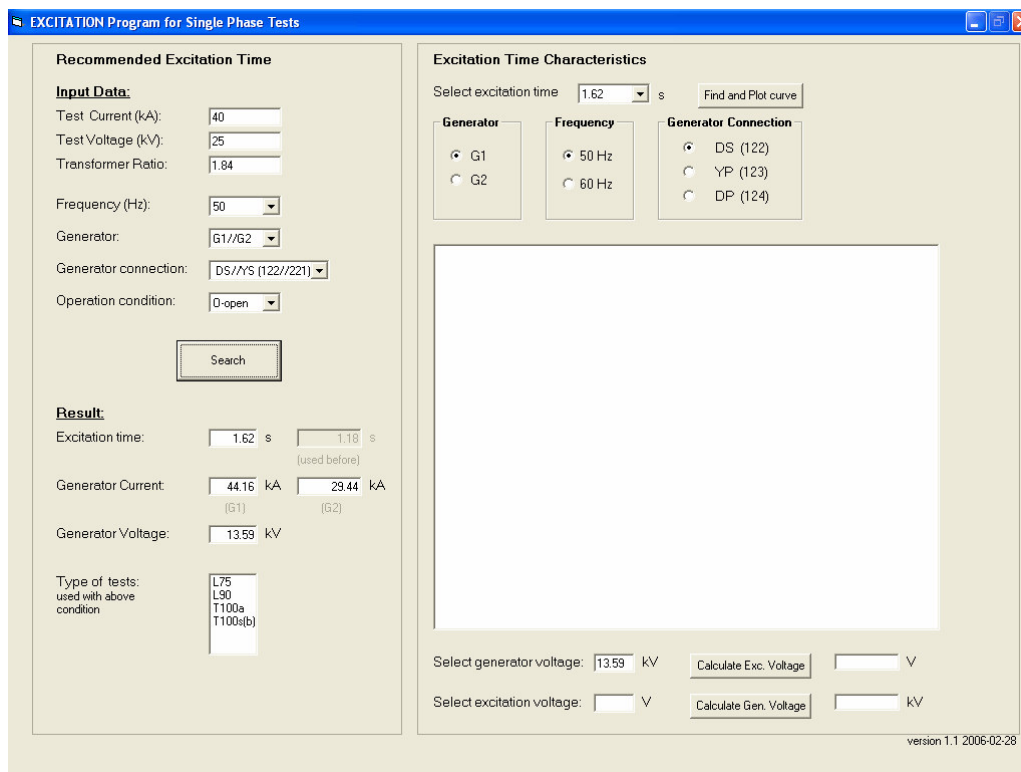 EXCITATION Program for Single Phase Tests
Recommended Excitation Time
Input Data:
Test Current (kA): 40
Test Voltage (kV): 25
Transformer Ratio: 1.84
Frequency (Hz): 50
Generator: G1//G2
Generator connection: DS//YS (122//221)
Operation condition: O-open
Search
Result:
Excitation time: 1.62 s 1.18 s
(used before)
Generator Current: 44.16 kA 29.44 kA
(G1) (G2)
Generator Voltage: 13.59 kV
Type of tests:
used with above
condition
L75
L90
T100a
T100s(b)
Excitation Time Characteristics
Select excitation time 1.62 s Find and Plot curve
Generator
G1
G2
Frequency
50 Hz
60 Hz
Generator Connection
DS (122)
YP (123)
DP (124)
Select generator voltage: 13.59 kV Calculate Exc. Voltage V
Select excitation voltage: V Calculate Gen. Voltage kV
version 1.1 2006-02-28